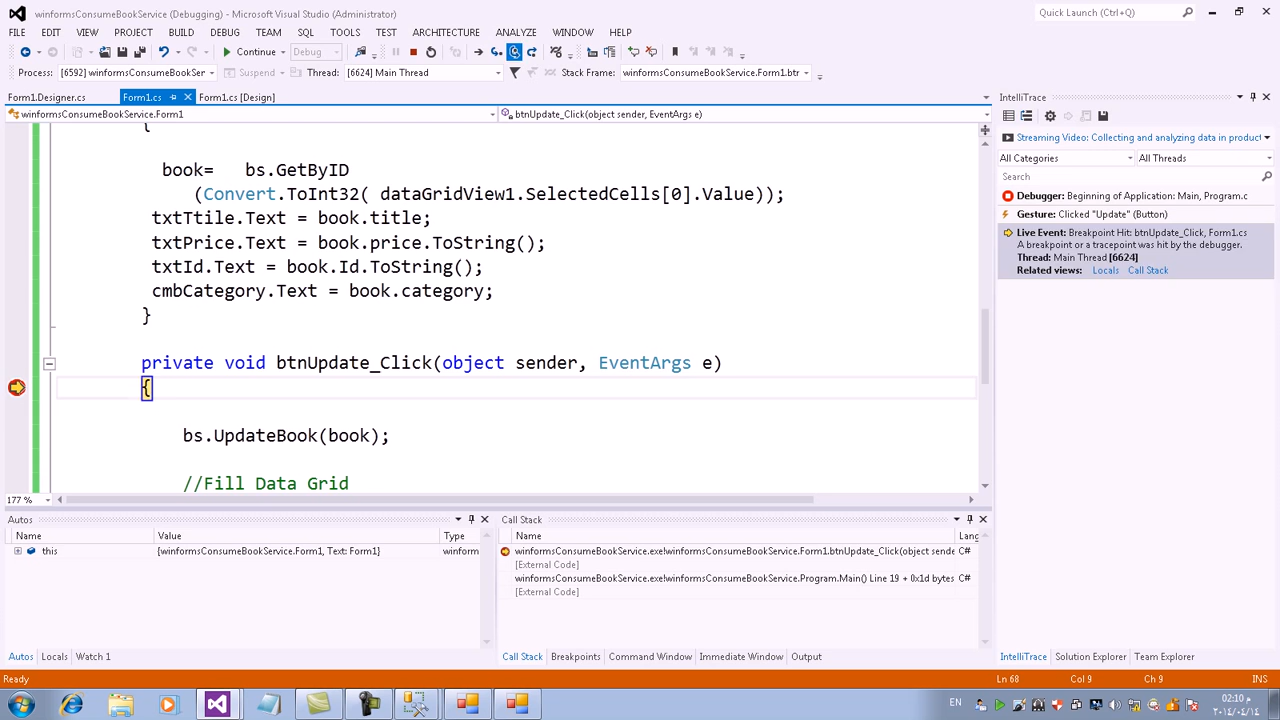 winformsConsumeBookService (Debugging) - Microsoft Visual Studio (Administrator)
Quick Launch (Ctrl+Q)
FILE EDIT VIEW PROJECT BUILD DEBUG TEAM SQL TOOLS TEST ARCHITECTURE ANALYZE WINDOW HELP
Continue Debug
Process: [6592] winformsConsumeBookSer Suspend Thread: [6624] Main Thread Stack Frame: winformsConsumeBookService.Form1.btr
Form1.Designer.cs Form1.cs Form1.cs [Design]
winformsConsumeBookService.Form1 btnUpdate_Click(object sender, EventArgs e)
{
book= bs.GetByID
(Convert.ToInt32( dataGridView1.SelectedCells[0].Value));
txtTtile.Text = book.title;
txtPrice.Text = book.price.ToString();
txtId.Text = book.Id.ToString();
cmbCategory.Text = book.category;
}
private void btnUpdate_Click(object sender, EventArgs e)
{
bs.UpdateBook(book);
//Fill Data Grid
177 %
IntelliTrace
Streaming Video: Collecting and analyzing data in product
All Categories All Threads
Search
Debugger: Beginning of Application: Main, Program.c
Gesture: Clicked "Update" (Button)
Live Event: Breakpoint Hit: btnUpdate_Click, Form1.cs
A breakpoint or a tracepoint was hit by the debugger.
Thread: Main Thread [6624]
Related views: Locals Call Stack
Autos
Name Value Type
this {winformsConsumeBookService.Form1, Text: Form1} winform
Autos Locals Watch 1
Call Stack
Name Lang
winformsConsumeBookService.exe!winformsConsumeBookService.Form1.btnUpdate_Click(object sende C#
[External Code]
winformsConsumeBookService.exe!winformsConsumeBookService.Program.Main() Line 19 + 0x1d bytes C#
[External Code]
Call Stack Breakpoints Command Window Immediate Window Output
IntelliTrace Solution Explorer Team Explorer
Ready Ln 68 Col 9 Ch 9 INS
EN
02:10 م
٢٠١٤/٠٤/١٤